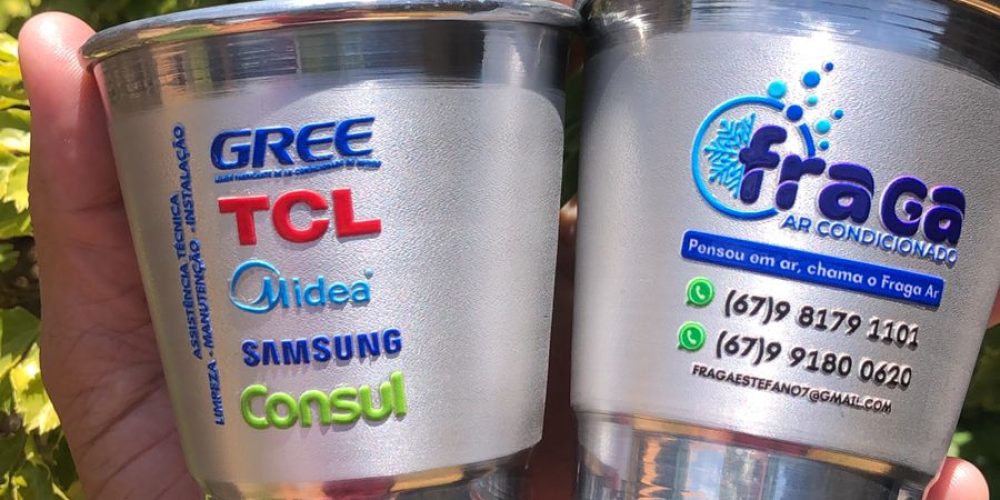 ASSISTÊNCIA TÉCNICA
LIMPEZA - MANUTENÇÃO - INSTALAÇÃO
GREE
TCL
Midea
SAMSUNG
Consul
fraGa
AR CONDICIONADO
Pensou em ar, chama o Fraga Ar
(67)9 8179 1101
(67)9 9180 0620
FRAGAESTEFANO7@GMAIL.COM